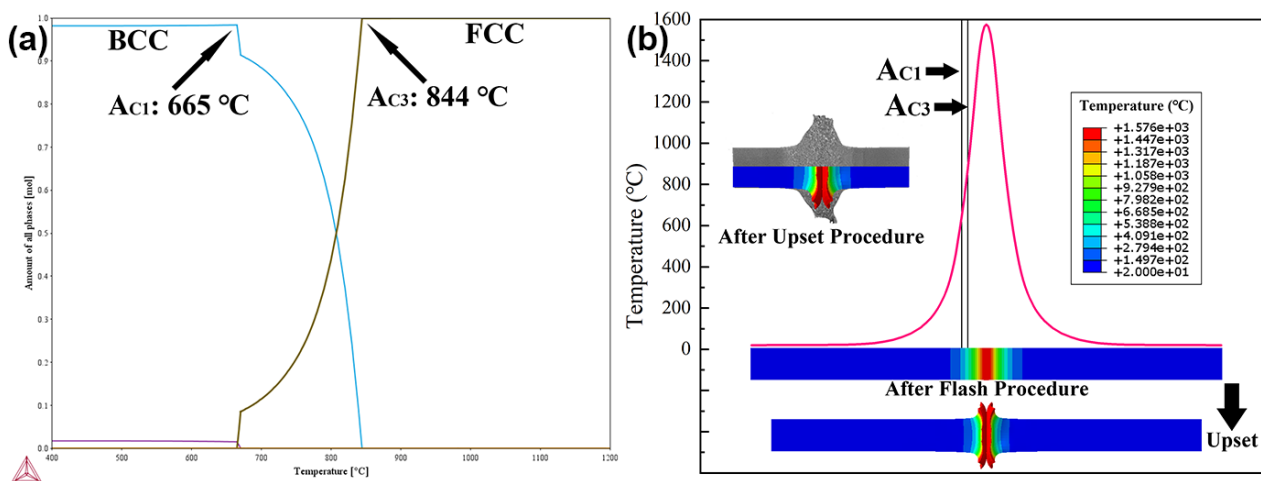 (a)
BCC
FCC
AC1: 665 ℃
AC3: 844 ℃
Amount of all phases [mol]
1.0
0.9
0.8
0.7
0.6
0.5
0.4
0.3
0.2
0.1
0.0
400
500
600
700
800
900
1000
1100
1200
Temperature [°C]
(b)
Temperature (℃)
1600
1400
1200
1000
800
600
400
200
0
AC1
AC3
After Upset Procedure
Temperature (℃)
+1.576e+03
+1.447e+03
+1.317e+03
+1.187e+03
+1.058e+03
+9.279e+02
+7.982e+02
+6.685e+02
+5.388e+02
+4.091e+02
+2.794e+02
+1.497e+02
+2.000e+01
After Flash Procedure
Upset